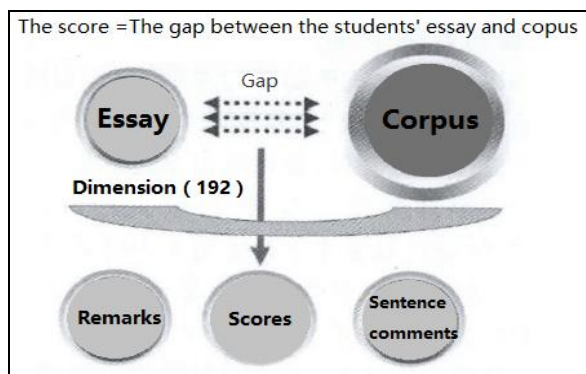 The score =The gap between the students' essay and copus
Gap
Essay
Corpus
Dimension ( 192 )
Remarks
Scores
Sentence
comments